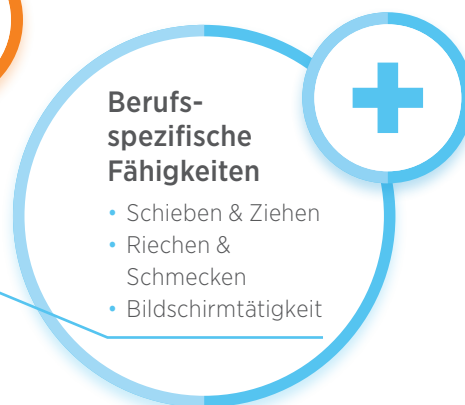 Berufs-
spezifische
Fähigkeiten
• Schieben & Ziehen
• Riechen &
Schmecken
• Bildschirmtätigkeit